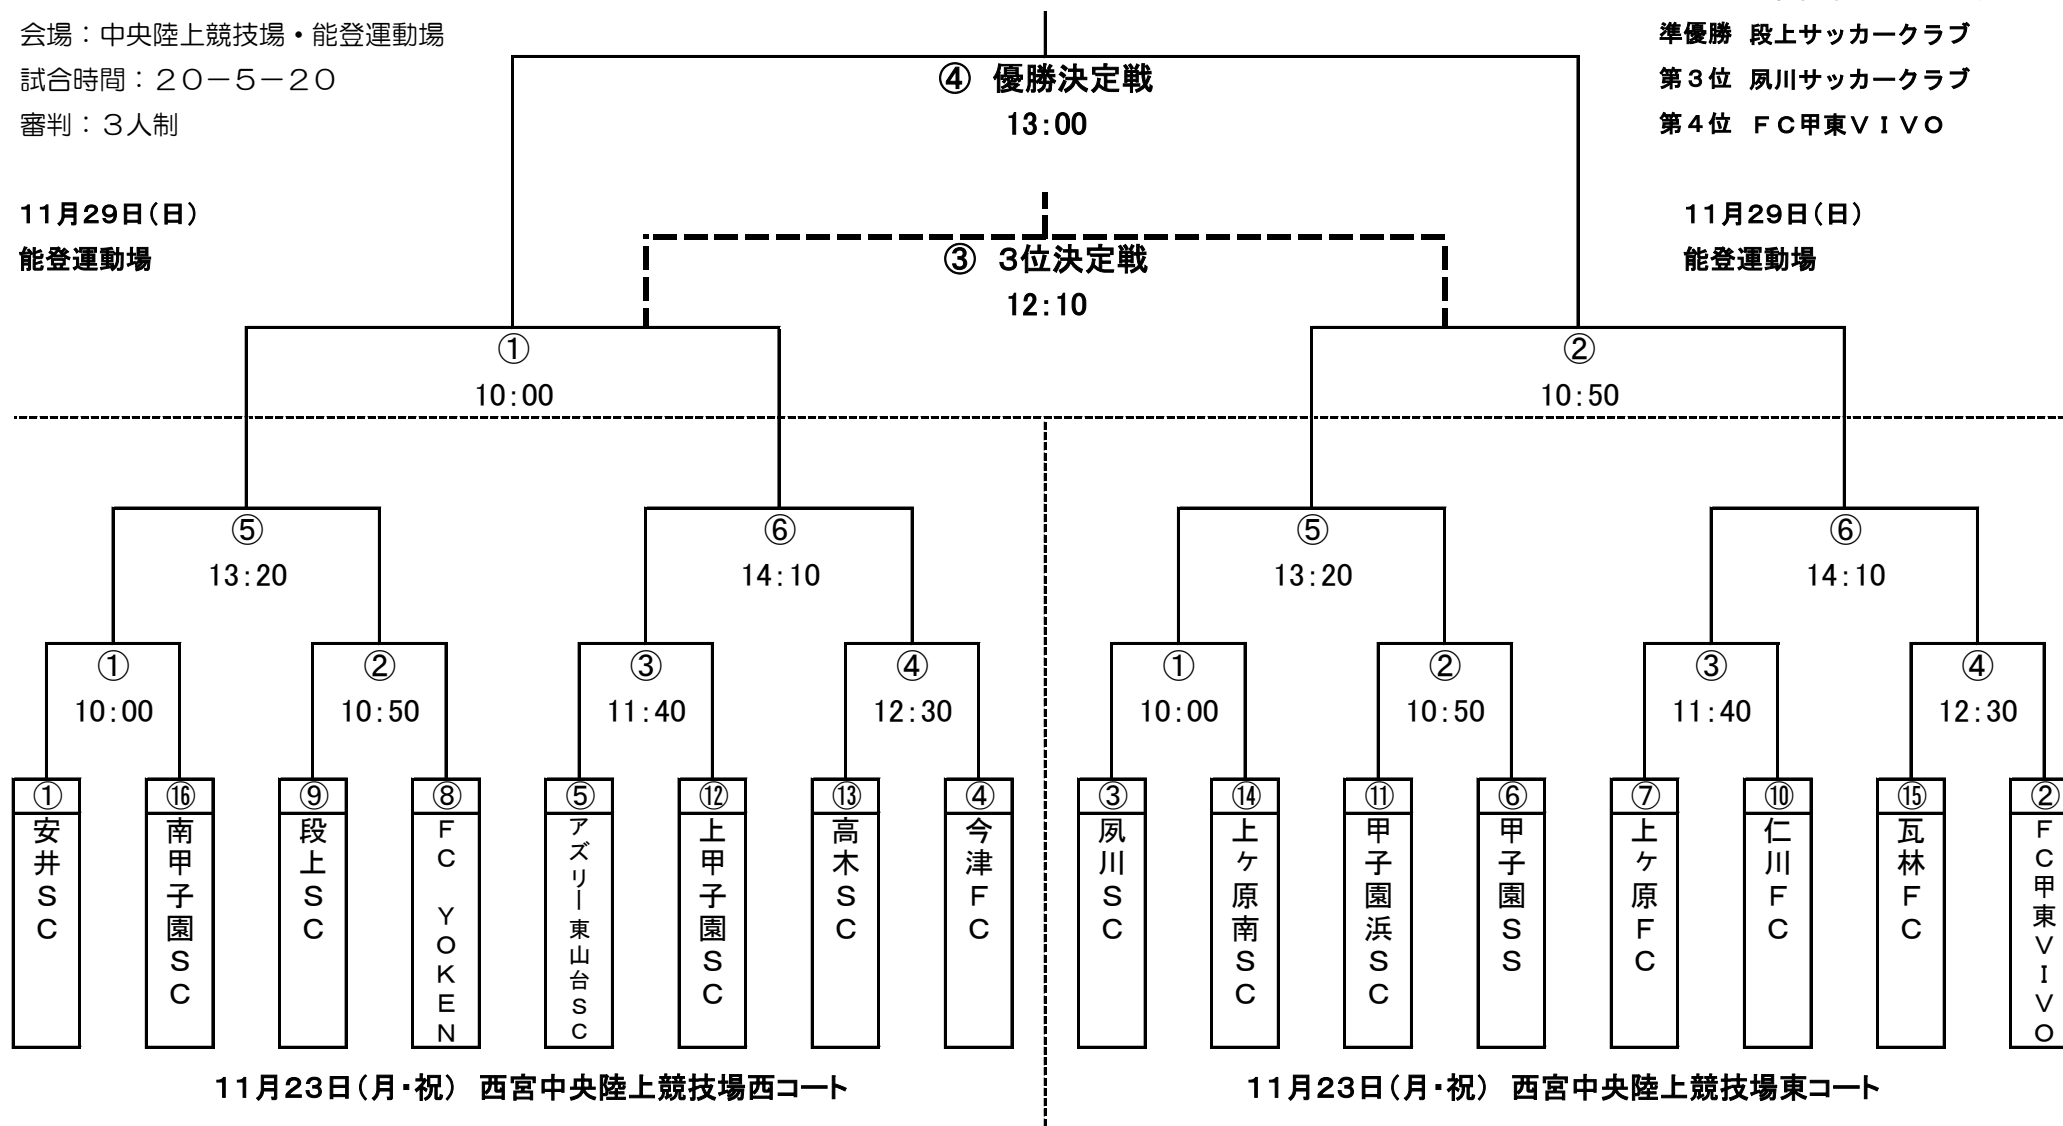 会場：中央陸上競技場・能登運動場
試合時間：２０－５－２０
審判：３人制
準優勝 段上サッカークラブ
第３位 夙川サッカークラブ
第４位 ＦＣ甲東ＶＩＶＯ
④ 優勝決定戦
13:00
11月29日（日）
能登運動場
11月29日（日）
能登運動場
③ ３位決定戦
12:10
①
10:00
②
10:50
⑤
13:20
⑥
14:10
⑤
13:20
⑥
14:10
①
10:00
②
10:50
③
11:40
④
12:30
①
10:00
②
10:50
③
11:40
④
12:30
①
安井ＳＣ
⑯
南甲子園ＳＣ
⑨
段上ＳＣ
⑧
ＦＣ ＹＯＫＥＮ
⑤
アズリー東山台ＳＣ
⑫
上甲子園ＳＣ
⑬
高木ＳＣ
④
今津ＦＣ
③
夙川ＳＣ
⑭
上ヶ原南ＳＣ
⑪
甲子園浜ＳＣ
⑥
甲子園ＳＳ
⑦
上ヶ原ＦＣ
⑩
仁川ＦＣ
⑮
瓦林ＦＣ
②
ＦＣ甲東ＶＩＶＯ
11月23日（月・祝） 西宮中央陸上競技場西コート
11月23日（月・祝） 西宮中央陸上競技場東コート